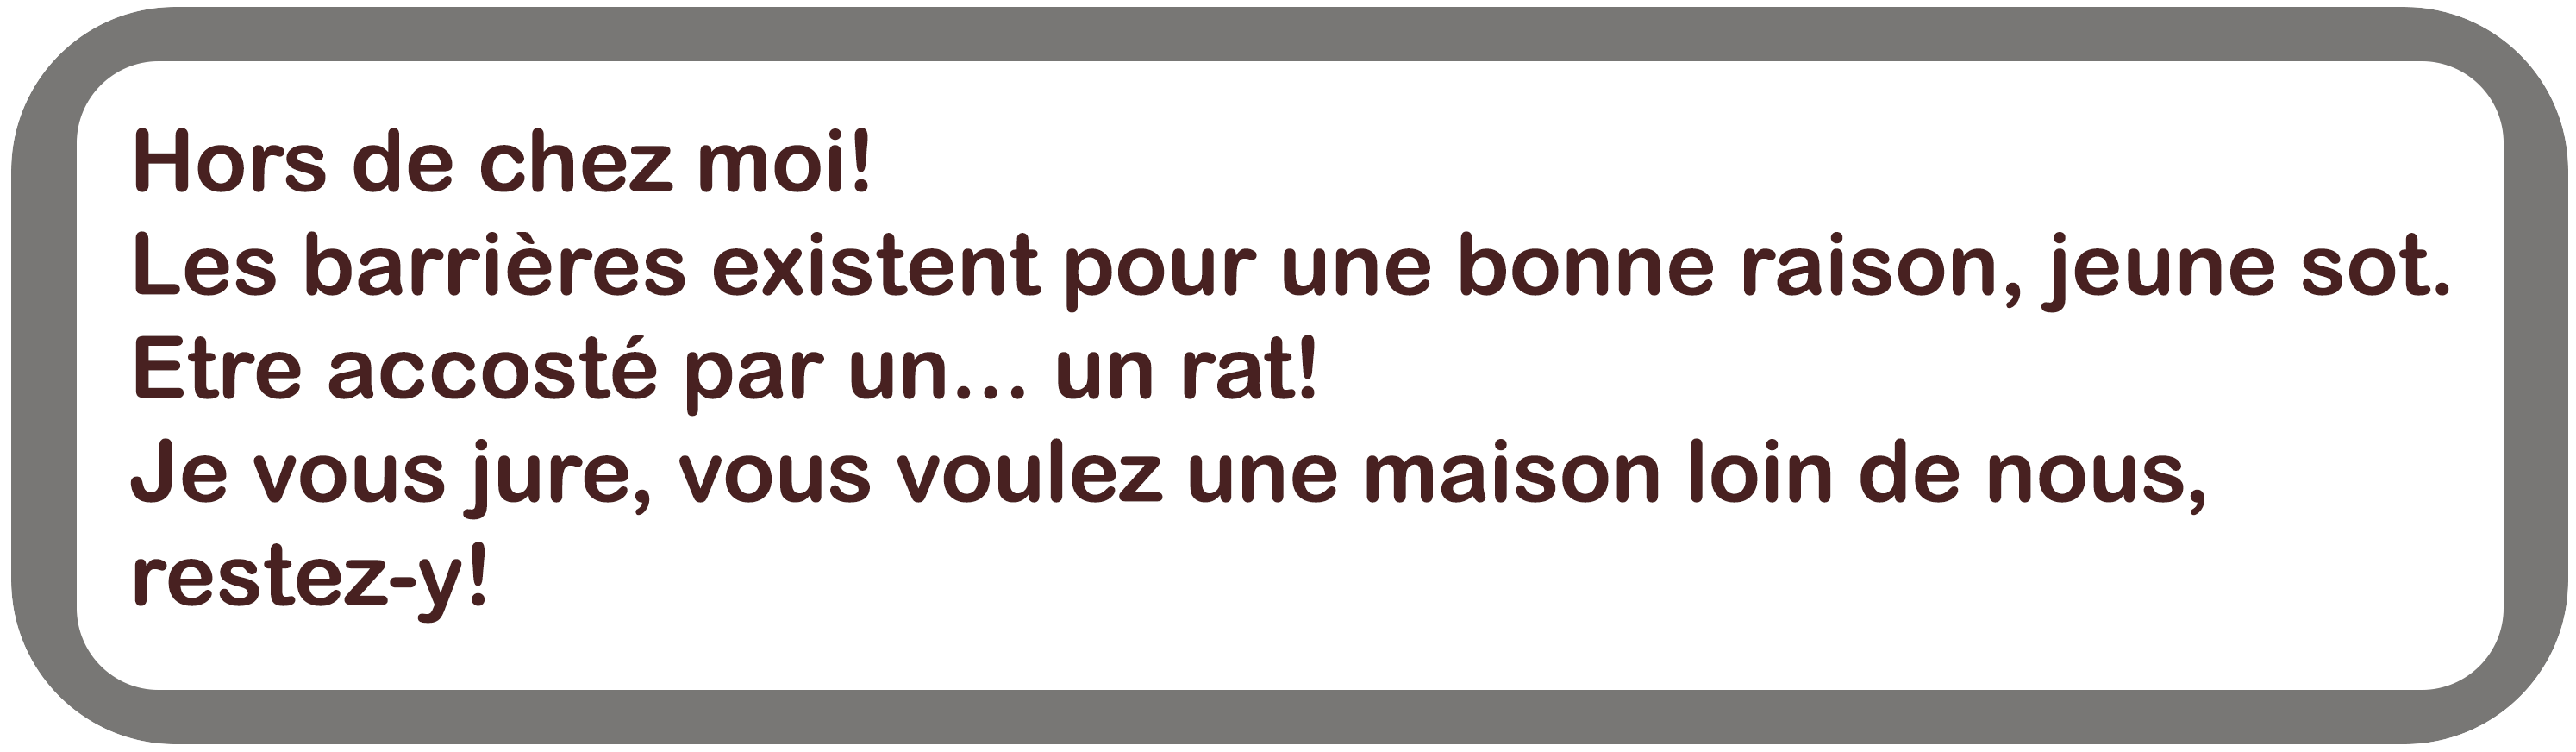 Hors de chez moi!
Les barrières existent pour une bonne raison, jeune sot.
Etre accosté par un... un rat!
Je vous jure, vous voulez une maison loin de nous,
restez-y!